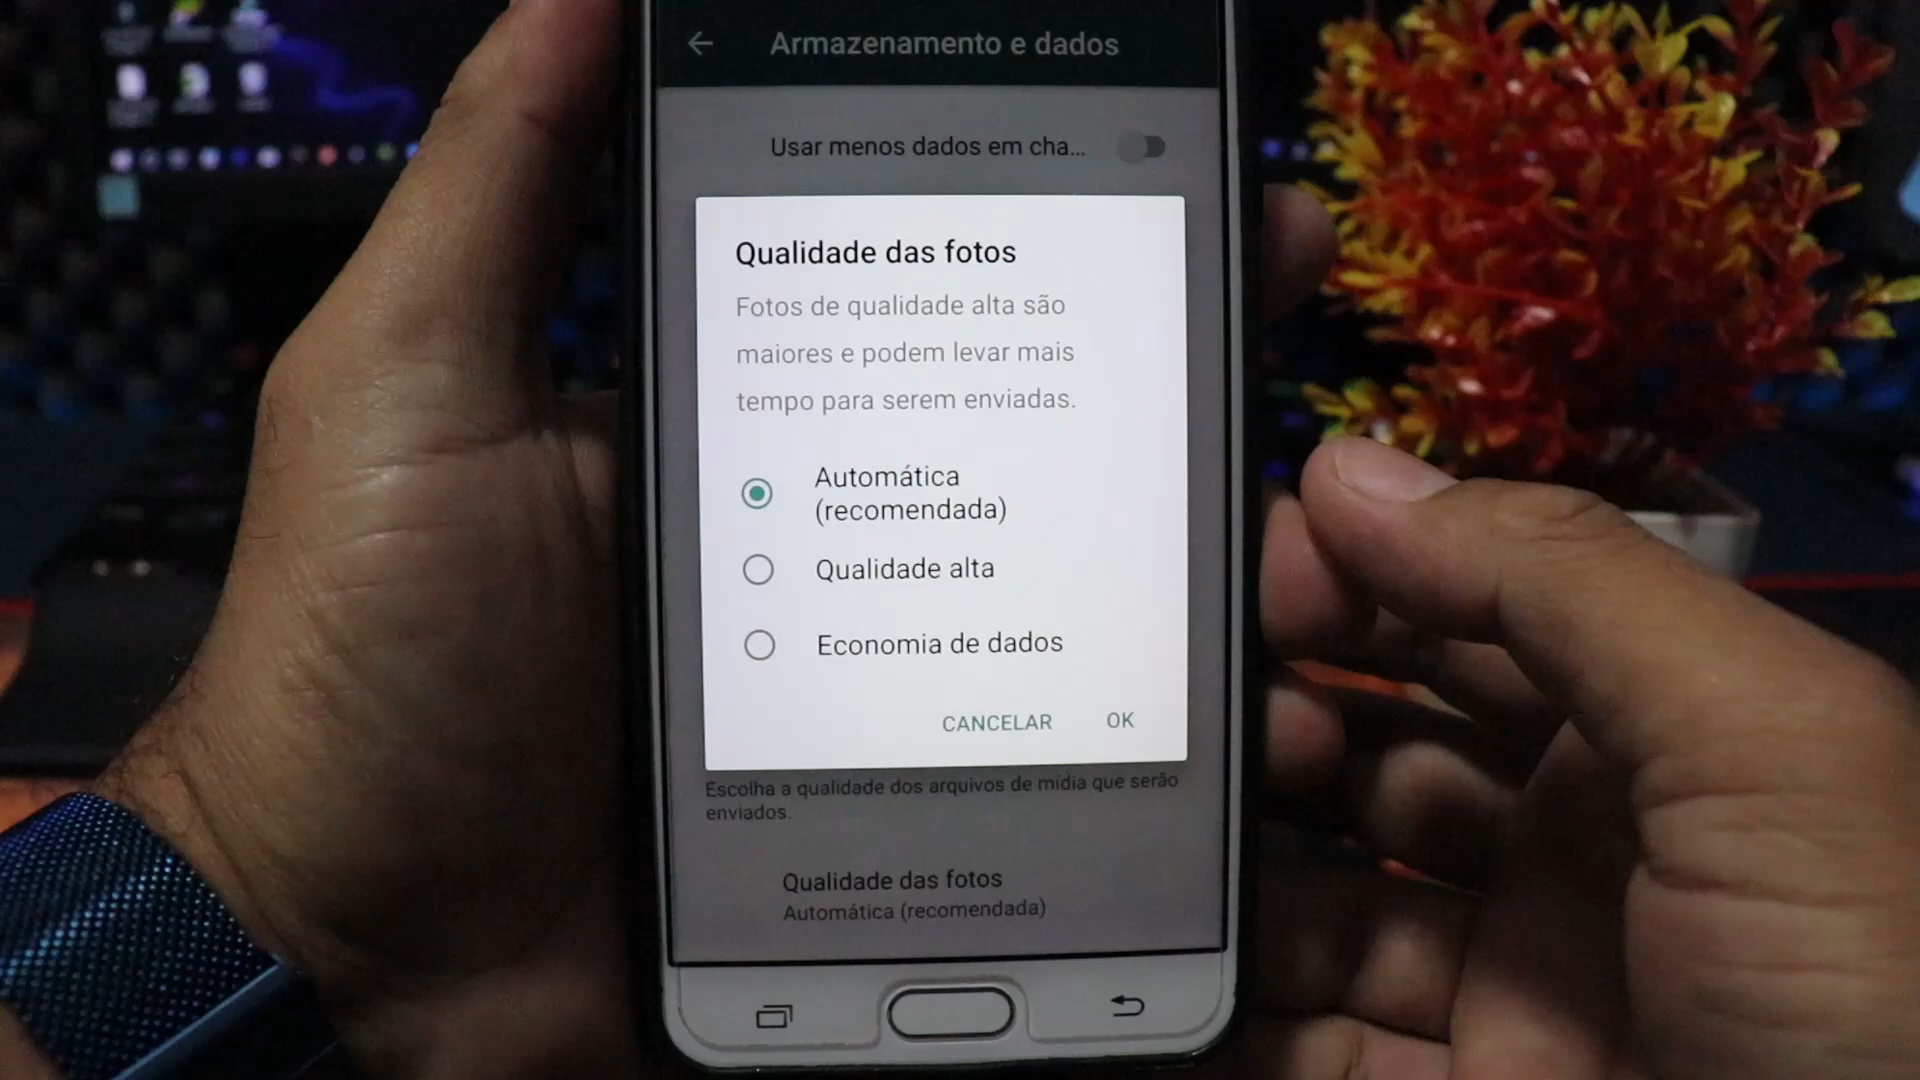 Armazenamento e dados
Usar menos dados em cha...
Qualidade das fotos
Fotos de qualidade alta são
maiores e podem levar mais
tempo para serem enviadas.
Automática
(recomendada)
Qualidade alta
Economia de dados
CANCELAR OK
Escolha a qualidade dos arquivos de mídia que serão
enviados.
Qualidade das fotos
Automática (recomendada)